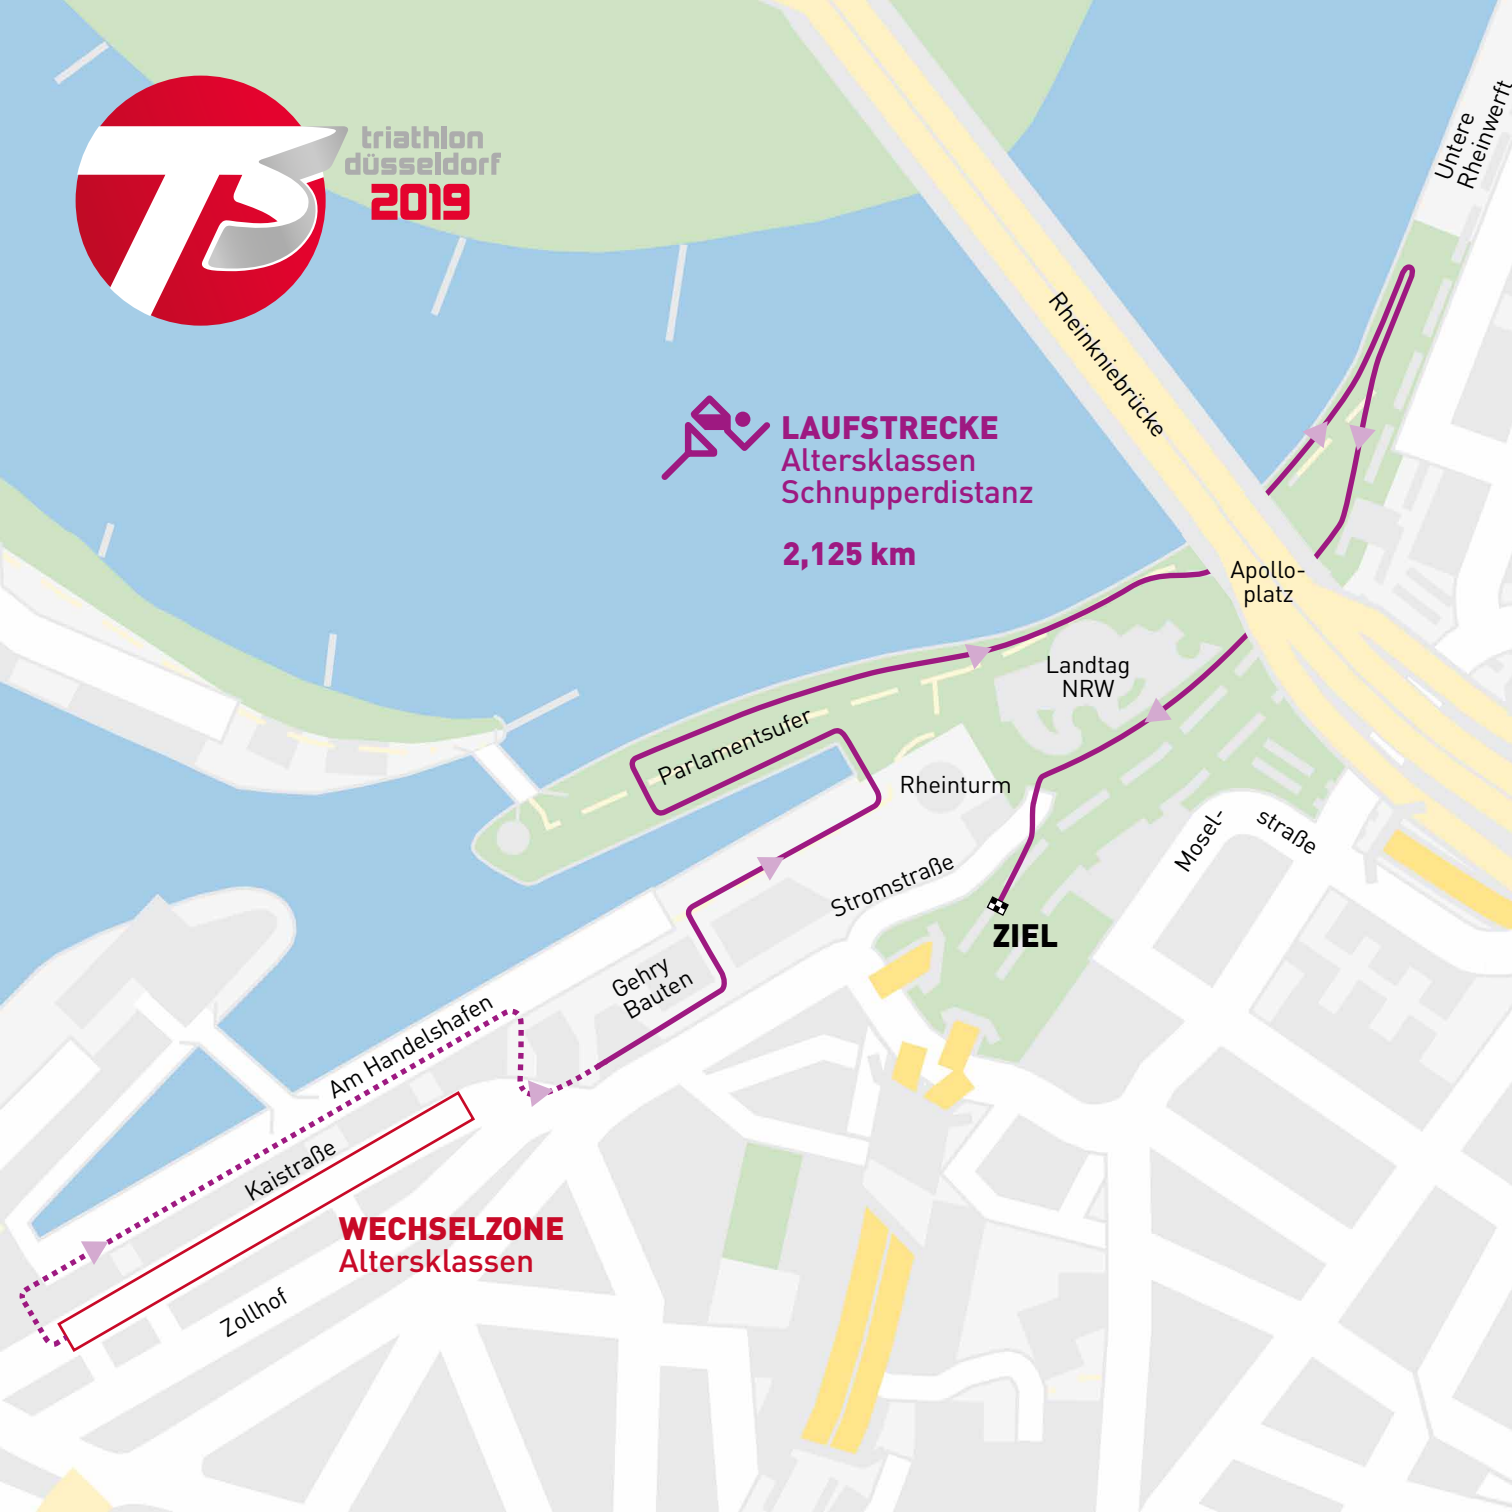 T3
triathlon
düsseldorf
2019
Untere
Rheinwerft
Rheinkniebrücke
LAUFSTRECKE
Altersklassen
Schnupperdistanz
2,125 km
Apollo-
platz
Landtag
NRW
Parlamentsufer
Rheinturm
Mosel-
straße
Stromstraße
ZIEL
Gehry
Bauten
Am Handelshafen
Kaistraße
WECHSELZONE
Altersklassen
Zollhof